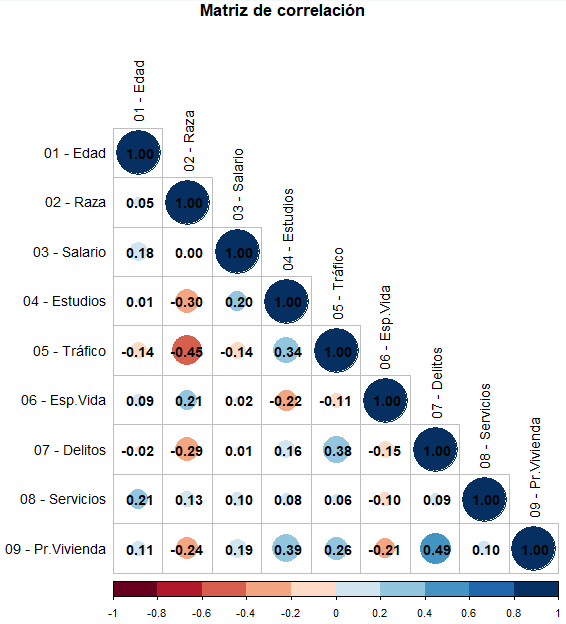 Matriz de correlación
01 - Edad
02 - Raza
03 - Salario
04 - Estudios
05 - Tráfico
06 - Esp.Vida
07 - Delitos
08 - Servicios
09 - Pr.Vivienda
01 - Edad 1.00
02 - Raza 0.05 1.00
03 - Salario 0.18 0.00 1.00
04 - Estudios 0.01 -0.30 0.20 1.00
05 - Tráfico -0.14 -0.45 -0.14 0.34 1.00
06 - Esp.Vida 0.09 0.21 0.02 -0.22 -0.11 1.00
07 - Delitos -0.02 -0.29 0.01 0.16 0.38 -0.15 1.00
08 - Servicios 0.21 0.13 0.10 0.08 0.06 -0.10 0.09 1.00
09 - Pr.Vivienda 0.11 -0.24 0.19 0.39 0.26 -0.21 0.49 0.10 1.00
-1 -0.8 -0.6 -0.4 -0.2 0 0.2 0.4 0.6 0.8 1